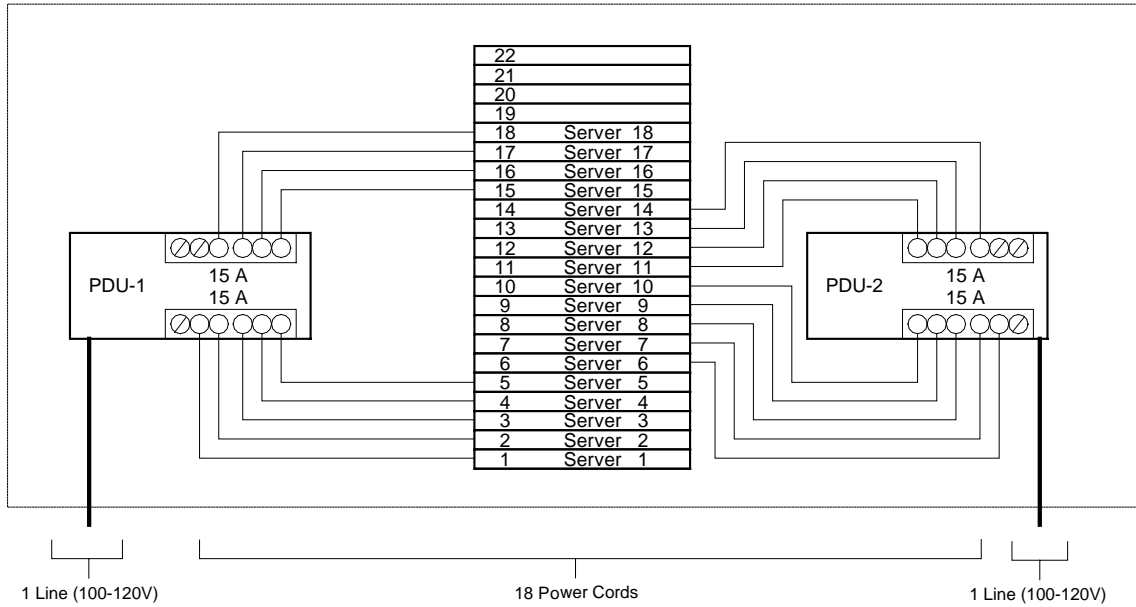 22
21
20
19
18 Server 18
17 Server 17
16 Server 16
15 Server 15
14 Server 14
13 Server 13
12 Server 12
11 Server 11
10 Server 10
9 Server 9
8 Server 8
7 Server 7
6 Server 6
5 Server 5
4 Server 4
3 Server 3
2 Server 2
1 Server 1
PDU-1
15 A
15 A
PDU-2
15 A
15 A
1 Line (100-120V)
18 Power Cords
1 Line (100-120V)